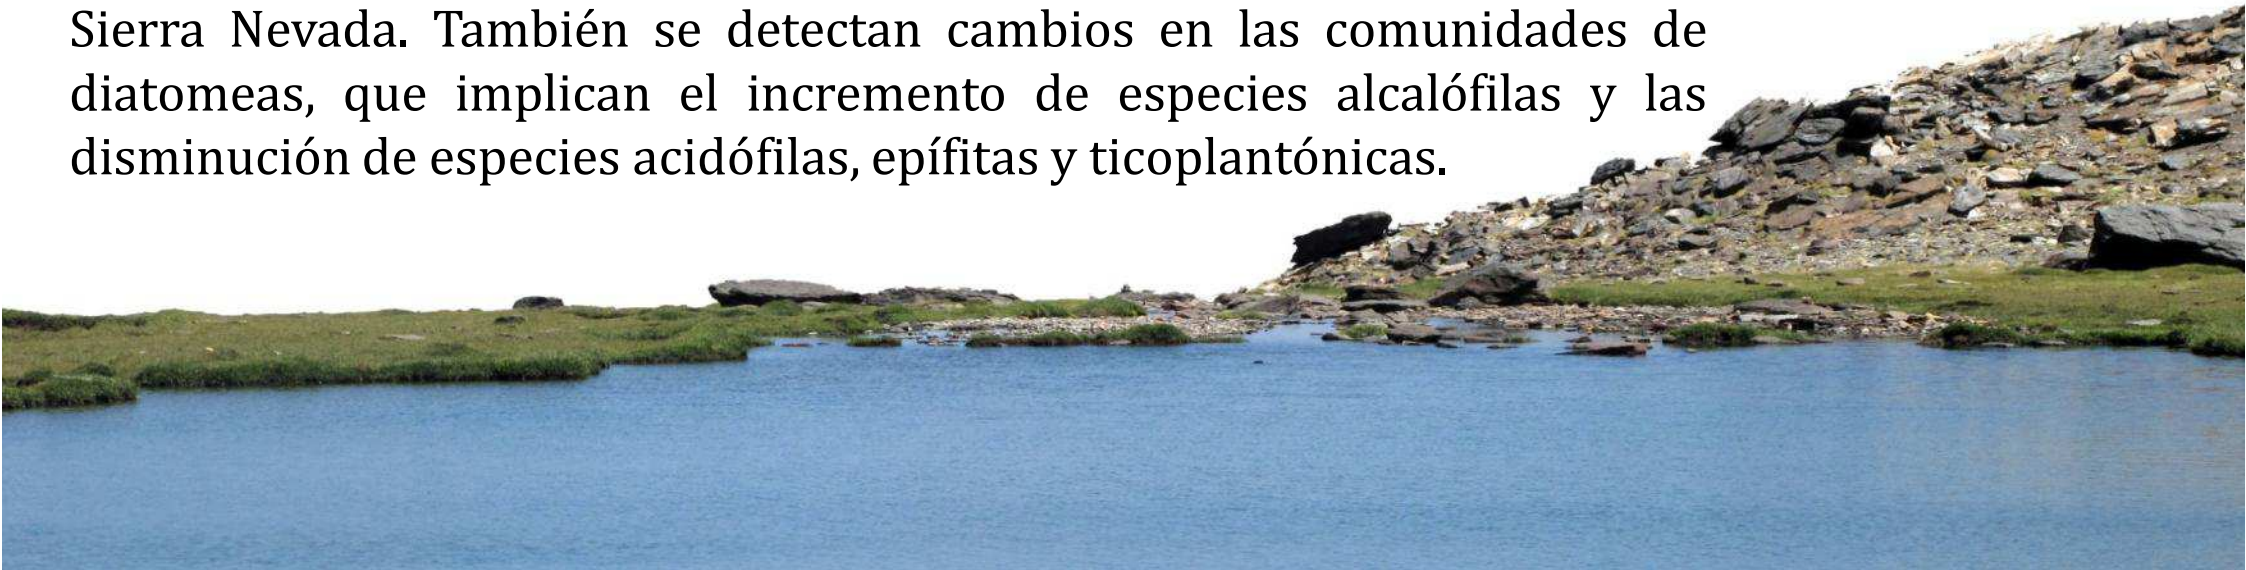 Sierra Nevada. También se detectan cambios en las comunidades de
diatomeas, que implican el incremento de especies alcalófilas y las
disminución de especies acidófilas, epífitas y ticoplantónicas.